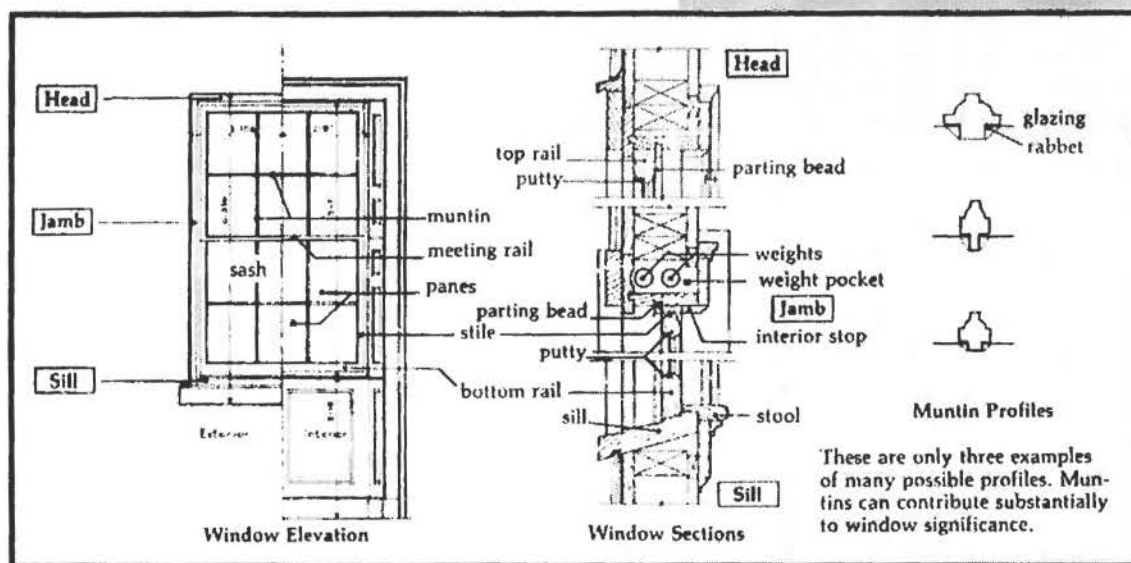 Head
Jamb
Sill
sash
muntin
meeting rail
panes
stile
bottom rail
Exterior
Interior
Window Elevation
Head
top rail
putty
parting bead
weights
weight pocket
parting bead
Jamb
interior stop
putty
sill
stool
Sill
Window Sections
glazing
rabbet
Muntin Profiles
These are only three examples
of many possible profiles. Mun-
tins can contribute substantially
to window significance.